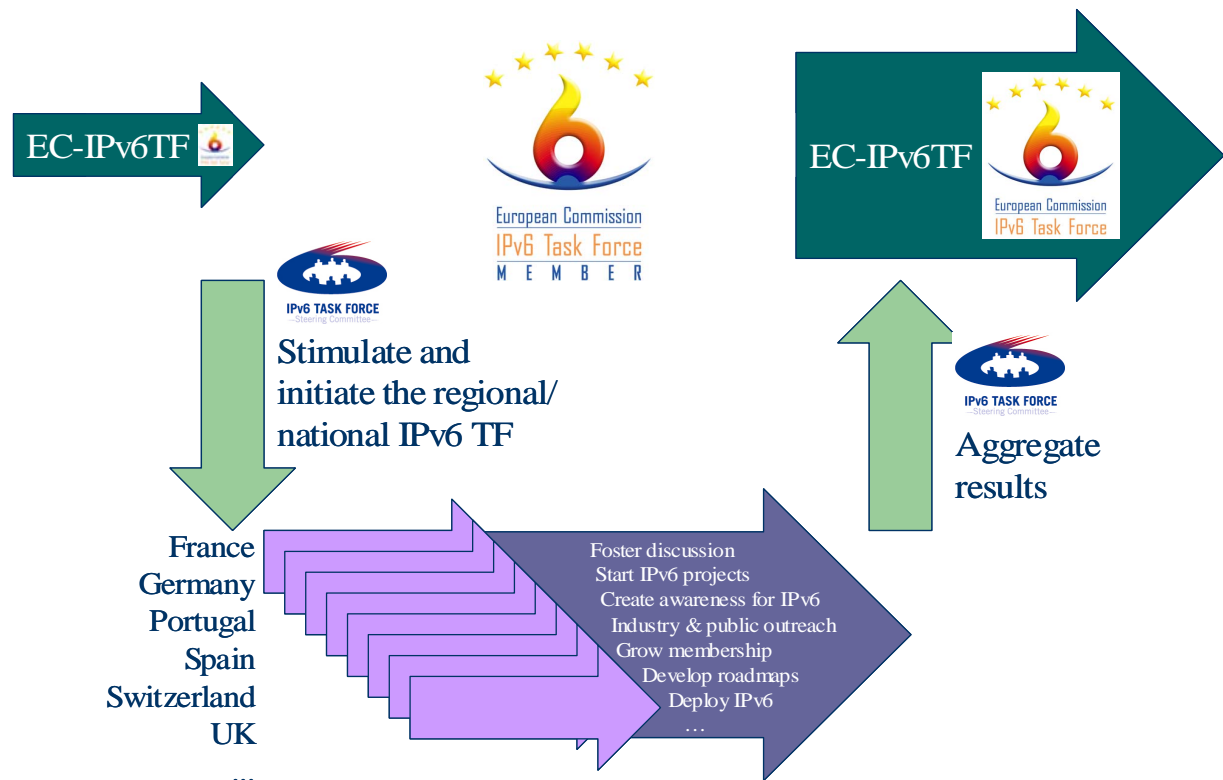 EC-IPv6TF
European Commission
IPv6 Task Force
MEMBER
EC-IPv6TF
European Commission
IPv6 Task Force
IPv6 TASK FORCE
–Steering Committee–
Stimulate and
initiate the regional/
national IPv6 TF
IPv6 TASK FORCE
–Steering Committee–
Aggregate
results
France
Germany
Portugal
Spain
Switzerland
UK
...
Foster discussion
Start IPv6 projects
Create awareness for IPv6
Industry & public outreach
Grow membership
Develop roadmaps
Deploy IPv6
…